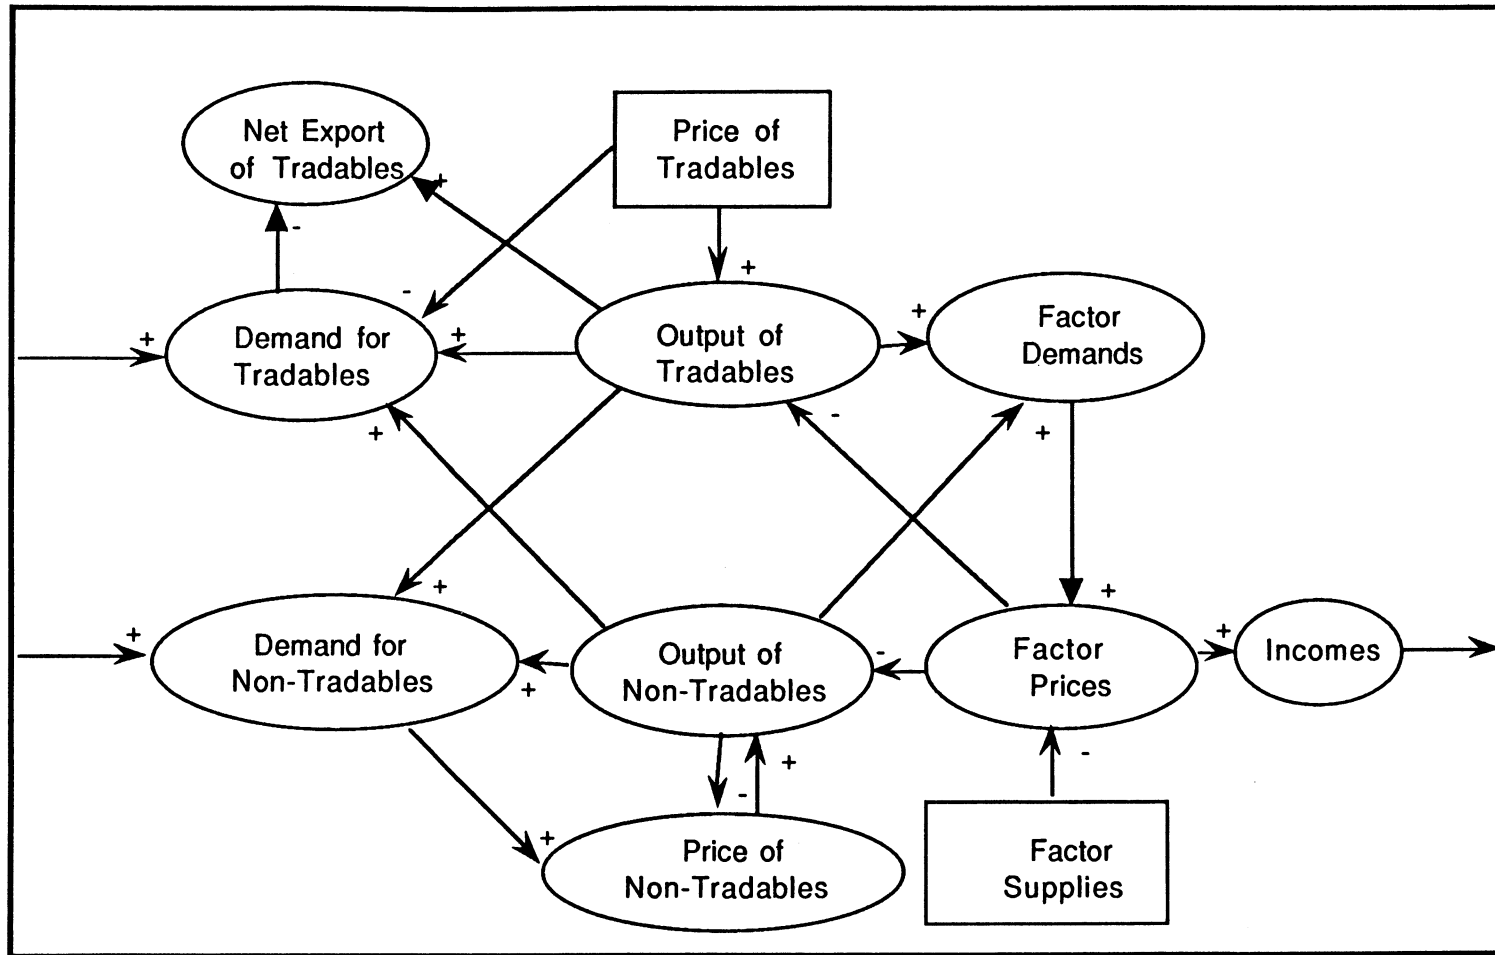 Net Export
of Tradables
+
Price of
Tradables
-
-
+
+
Demand for
Tradables
+
Output of
Tradables
+
Factor
Demands
+
-
+
+
+
+
Demand for
Non-Tradables
+
Output of
Non-Tradables
-
Factor
Prices
+
Incomes
-
+
-
+
Price of
Non-Tradables
Factor
Supplies